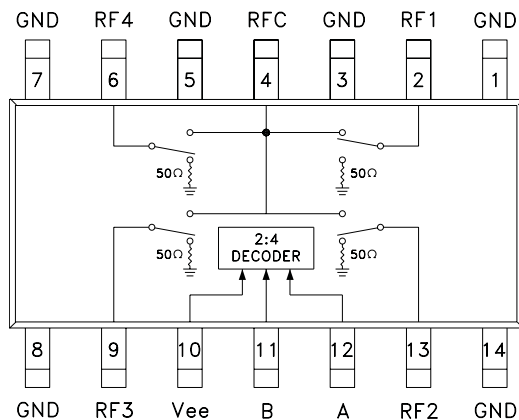 GND RF4 GND RFC GND RF1 GND
7 6 5 4 3 2 1
50Ω 50Ω
2:4
DECODER
50Ω 50Ω
8 9 10 11 12 13 14
GND RF3 Vee B A RF2 GND